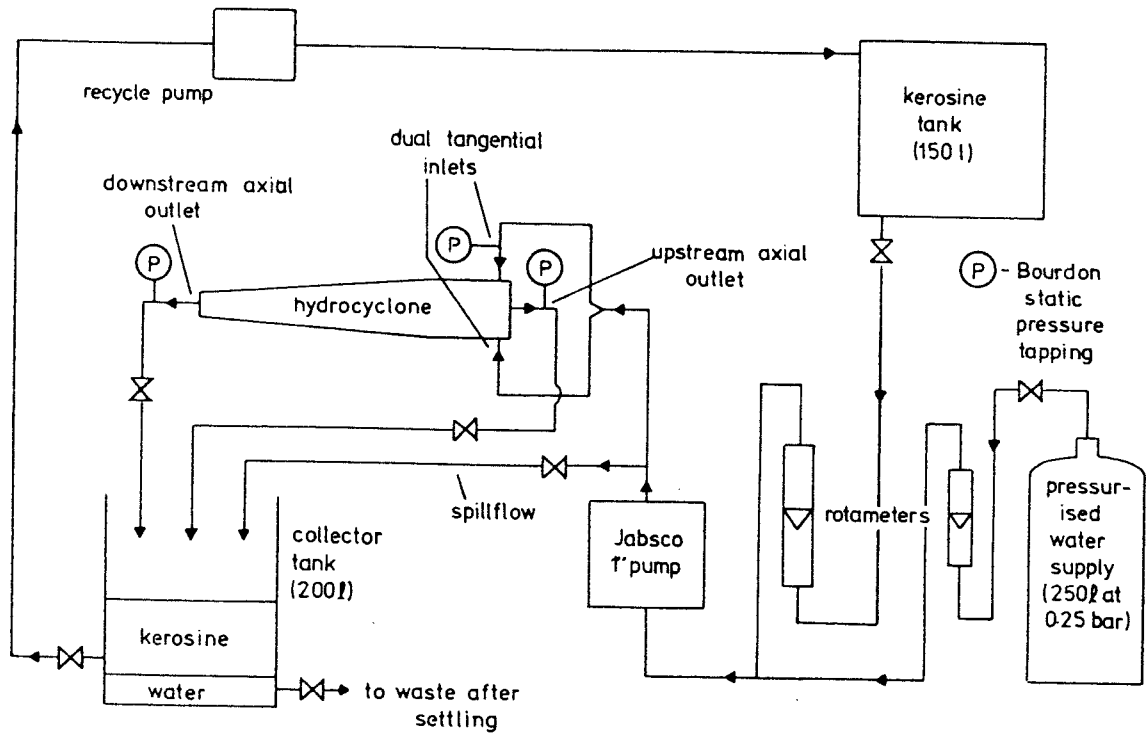 recycle pump
kerosine
tank
(150 l)
dual tangential
inlets
downstream axial
outlet
P
P
P
upstream axial
outlet
hydrocyclone
P - Bourdon
static
pressure
tapping
spillflow
collector
tank
(200ℓ)
kerosine
water
to waste after
settling
Jabsco
1" pump
rotameters
pressur-
ised
water
supply
(250ℓ at
0·25 bar)